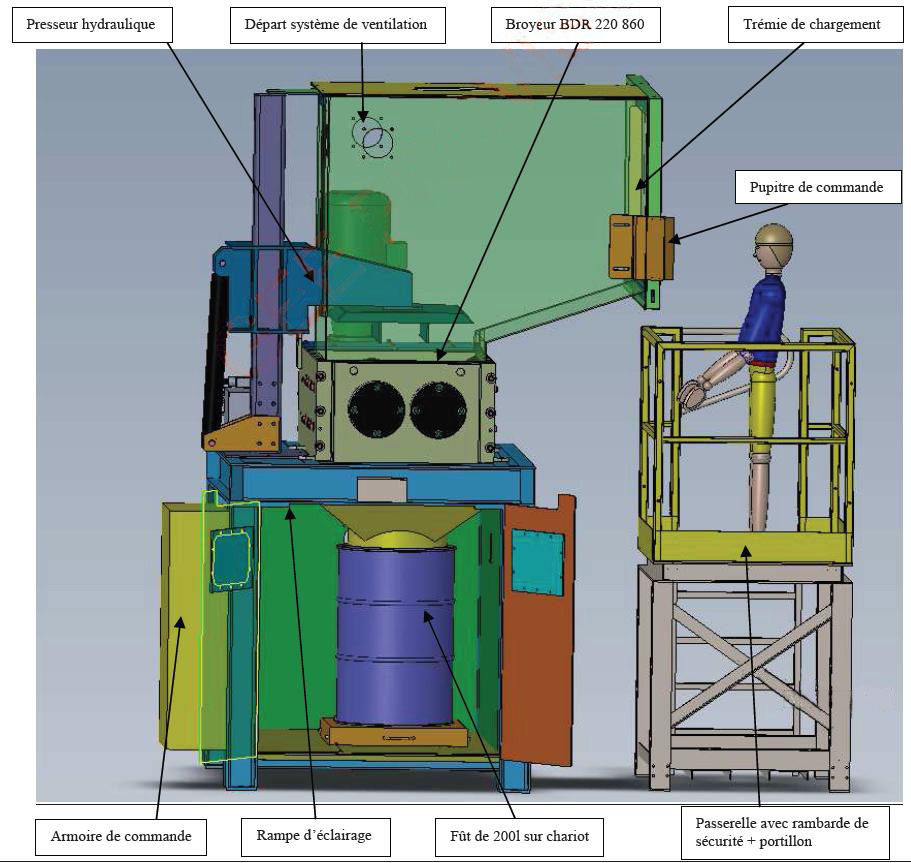 Presseur hydraulique
Départ système de ventilation
Broyeur BDR 220 860
Trémie de chargement
Pupitre de commande
Armoire de commande
Rampe d'éclairage
Fût de 200l sur chariot
Passerelle avec rambarde de
sécurité + portillon